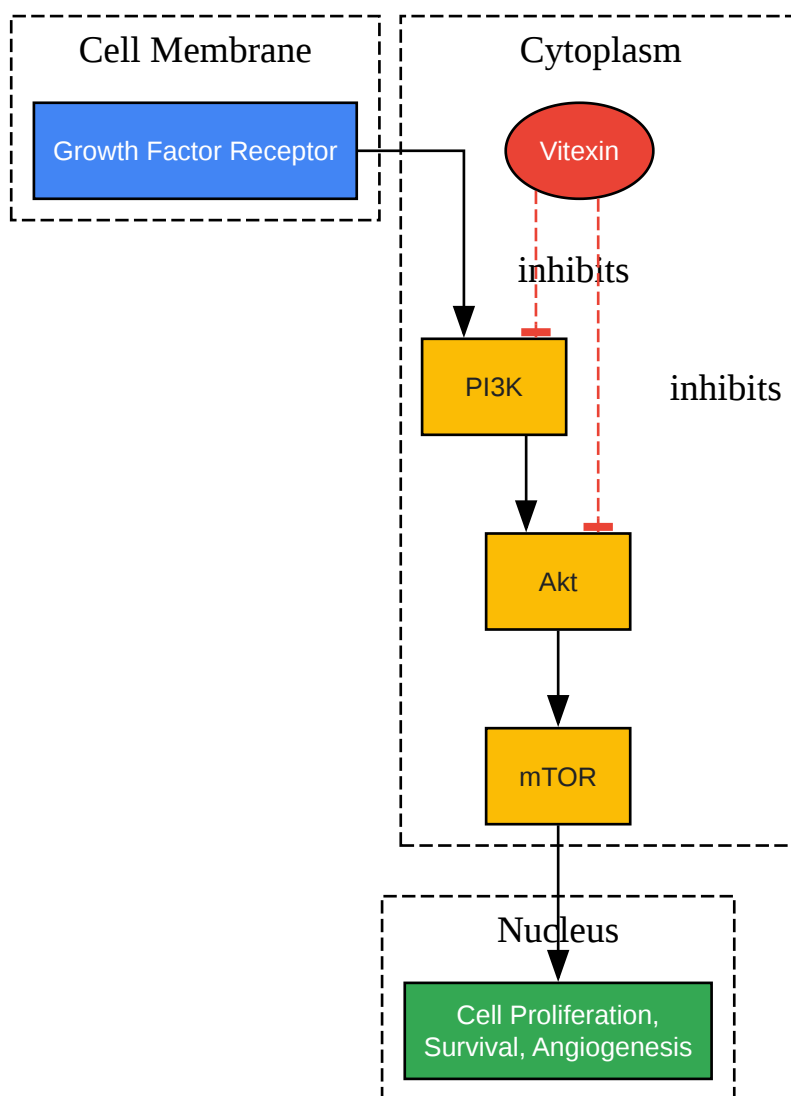 Cell Membrane
Cytoplasm
Growth Factor Receptor
Vitexin
inhibits
PI3K
inhibits
Akt
mTOR
Nucleus
Cell Proliferation,
Survival, Angiogenesis